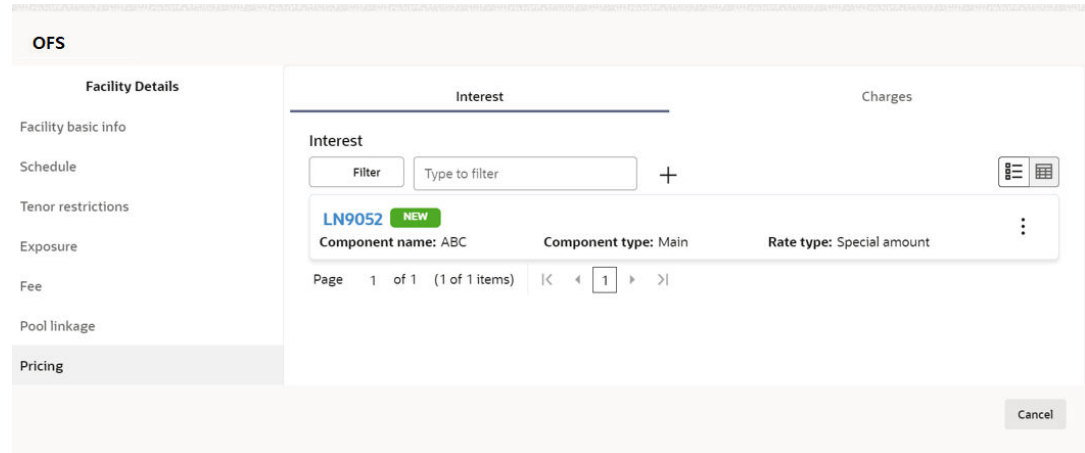 OFS
Facility Details
Facility basic info
Schedule
Tenor restrictions
Exposure
Fee
Pool linkage
Pricing
Interest Charges
Interest
Filter Type to filter
LN9052 NEW
Component name: ABC Component type: Main Rate type: Special amount
Page 1 of 1 (1 of 1 items) 1
Cancel